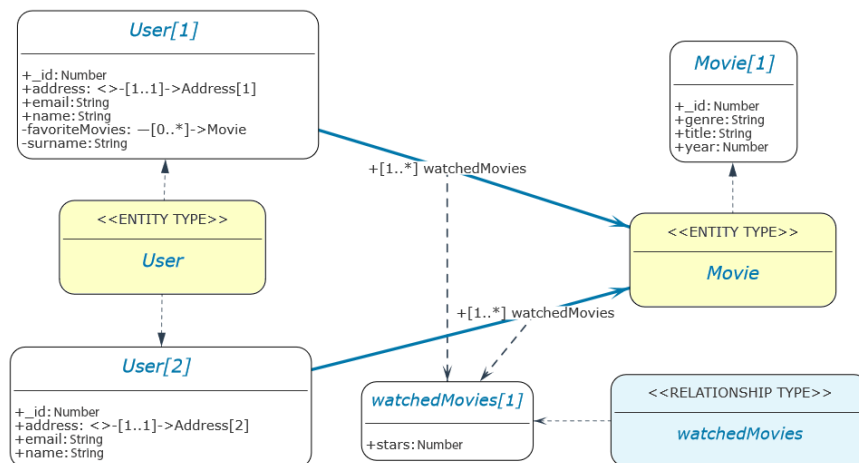 User[1]
+_id: Number
+address: <>-[1..1]->Address[1]
+email: String
+name: String
-favoriteMovies: —[0..*]->Movie
-surname: String
Movie[1]
+_id: Number
+genre: String
+title: String
+year: Number
+[1..*] watchedMovies
<<ENTITY TYPE>>
User
<<ENTITY TYPE>>
Movie
+[1..*] watchedMovies
User[2]
+_id: Number
+address: <>-[1..1]->Address[2]
+email: String
+name: String
watchedMovies[1]
+stars: Number
<<RELATIONSHIP TYPE>>
watchedMovies